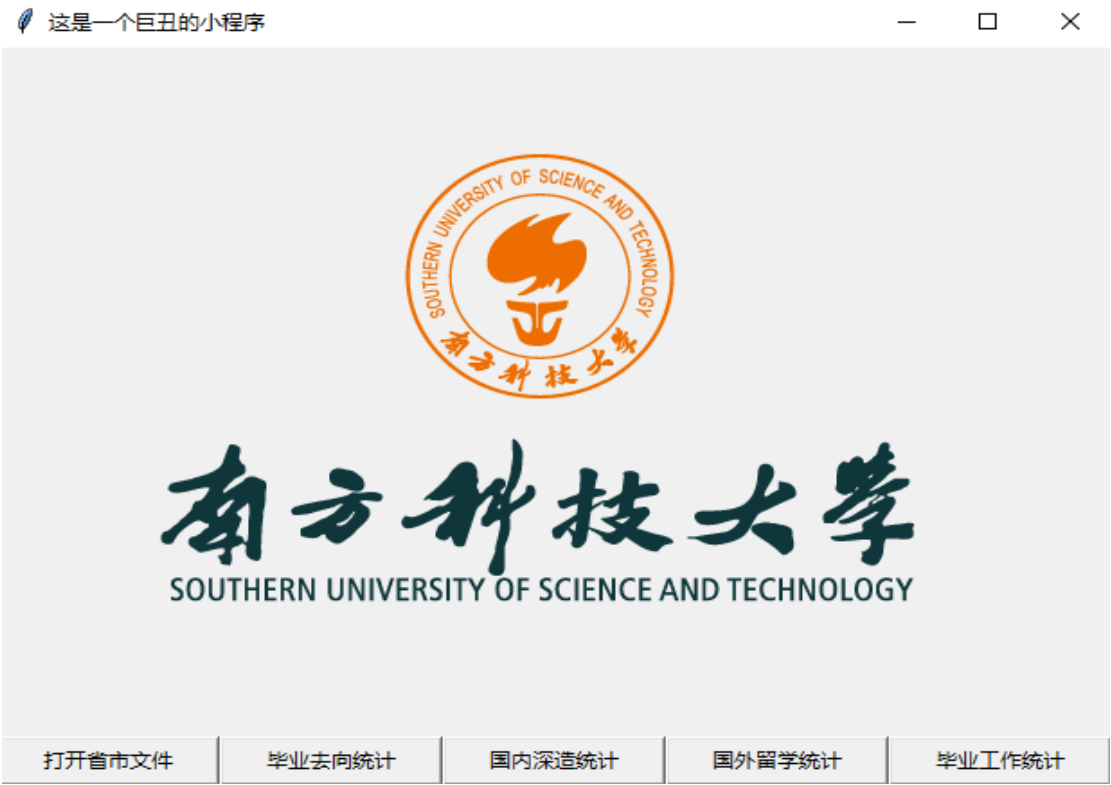 这是一个巨丑的小程序
SOUTHERN UNIVERSITY OF SCIENCE AND TECHNOLOGY
南方科技大学
南方科技大学
SOUTHERN UNIVERSITY OF SCIENCE AND TECHNOLOGY
打开省市文件
毕业去向统计
国内深造统计
国外留学统计
毕业工作统计